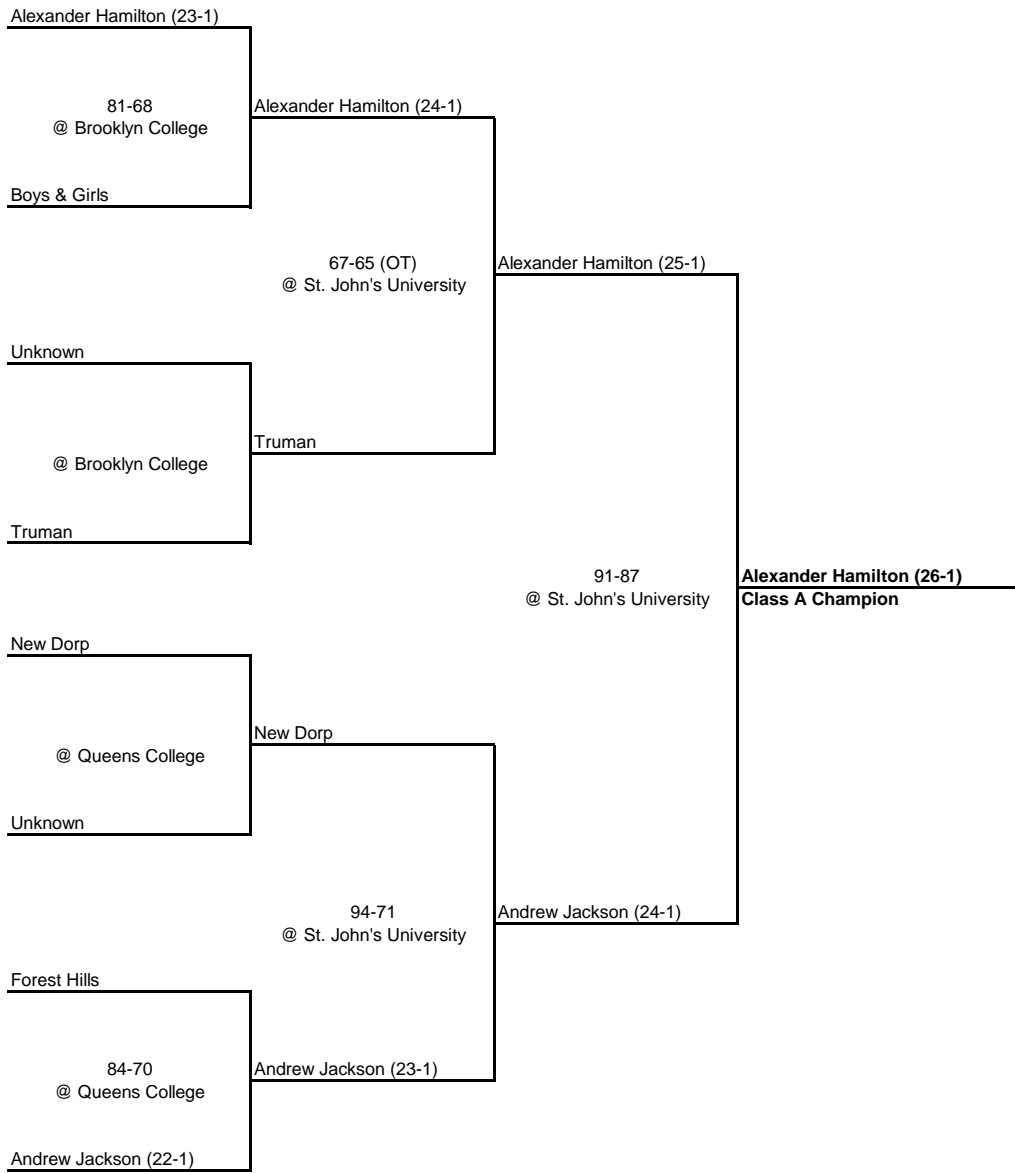 Alexander Hamilton (23-1)
81-68
@ Brooklyn College
Alexander Hamilton (24-1)
Boys & Girls
67-65 (OT)
@ St. John's University
Alexander Hamilton (25-1)
Unknown
@ Brooklyn College
Truman
Truman
91-87
@ St. John's University
Alexander Hamilton (26-1)
Class A Champion
New Dorp
@ Queens College
New Dorp
Unknown
94-71
@ St. John's University
Andrew Jackson (24-1)
Forest Hills
84-70
@ Queens College
Andrew Jackson (23-1)
Andrew Jackson (22-1)